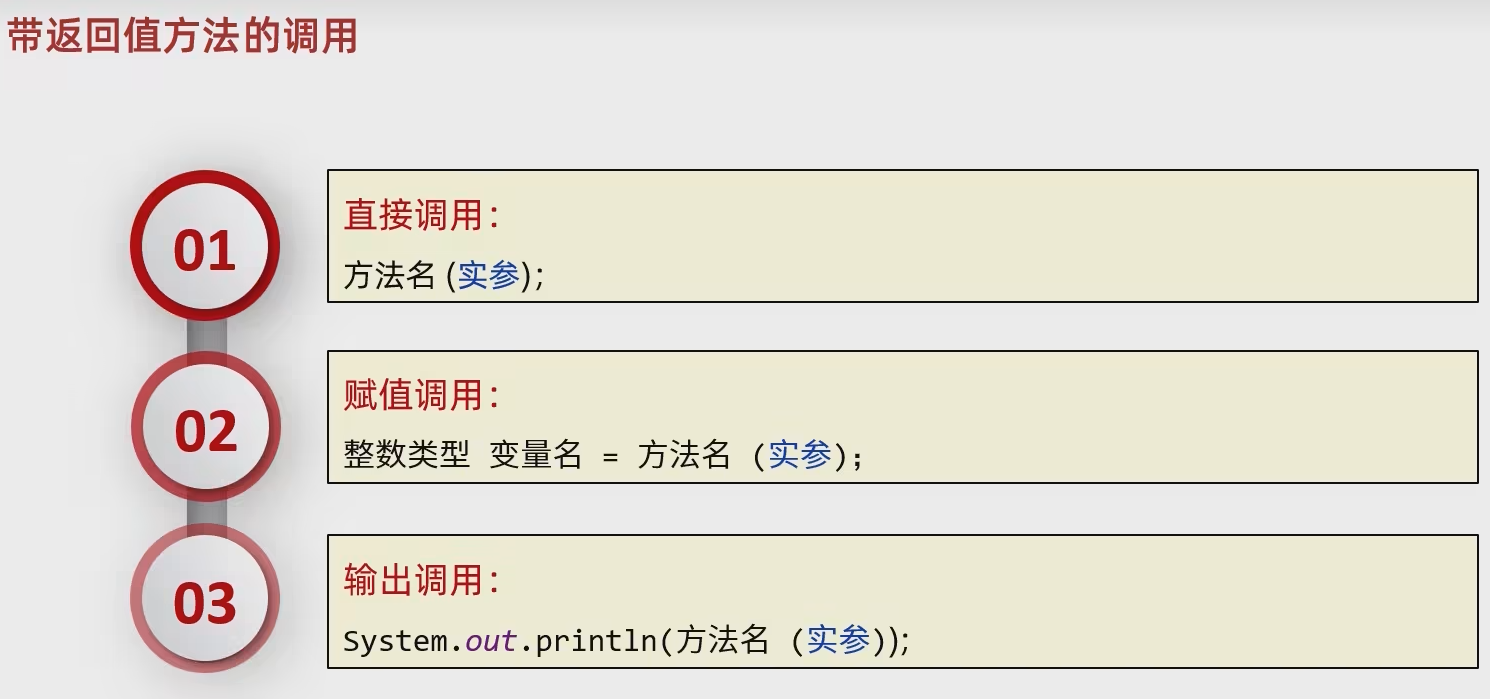 带返回值方法的调用
01
直接调用：
方法名(实参);
02
赋值调用：
整数类型 变量名 = 方法名 (实参);
03
输出调用：
System.out.println(方法名 (实参));